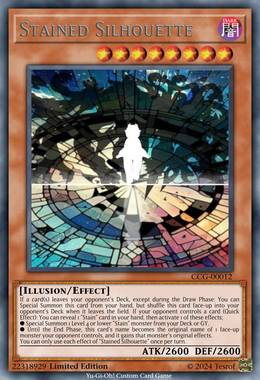 STAINED SILHOUETTE
DARK
CCG-00012
[Illusion/Effect]
If a card(s) leaves your opponent's Deck, except during the Draw Phase: You can
Special Summon this card from your hand, but shuffle this card face-up into your
opponent's Deck when it leaves the field. If your opponent controls a card (Quick
Effect): You can reveal 1 "Stain" card in your hand, then activate 1 of these effects;
● Special Summon 1 Level 4 or lower "Stain" monster from your Deck or GY.
● Until the End Phase, this card's name becomes the original name of 1 face-up
monster your opponent controls, and it gains that monster's original effects.
You can only use each effect of "Stained Silhouette" once per turn.
ATK/2600 DEF/2600
22318929 Limited Edition
© 2024 Tesrof
Yu-Gi-Oh! Custom Card Game